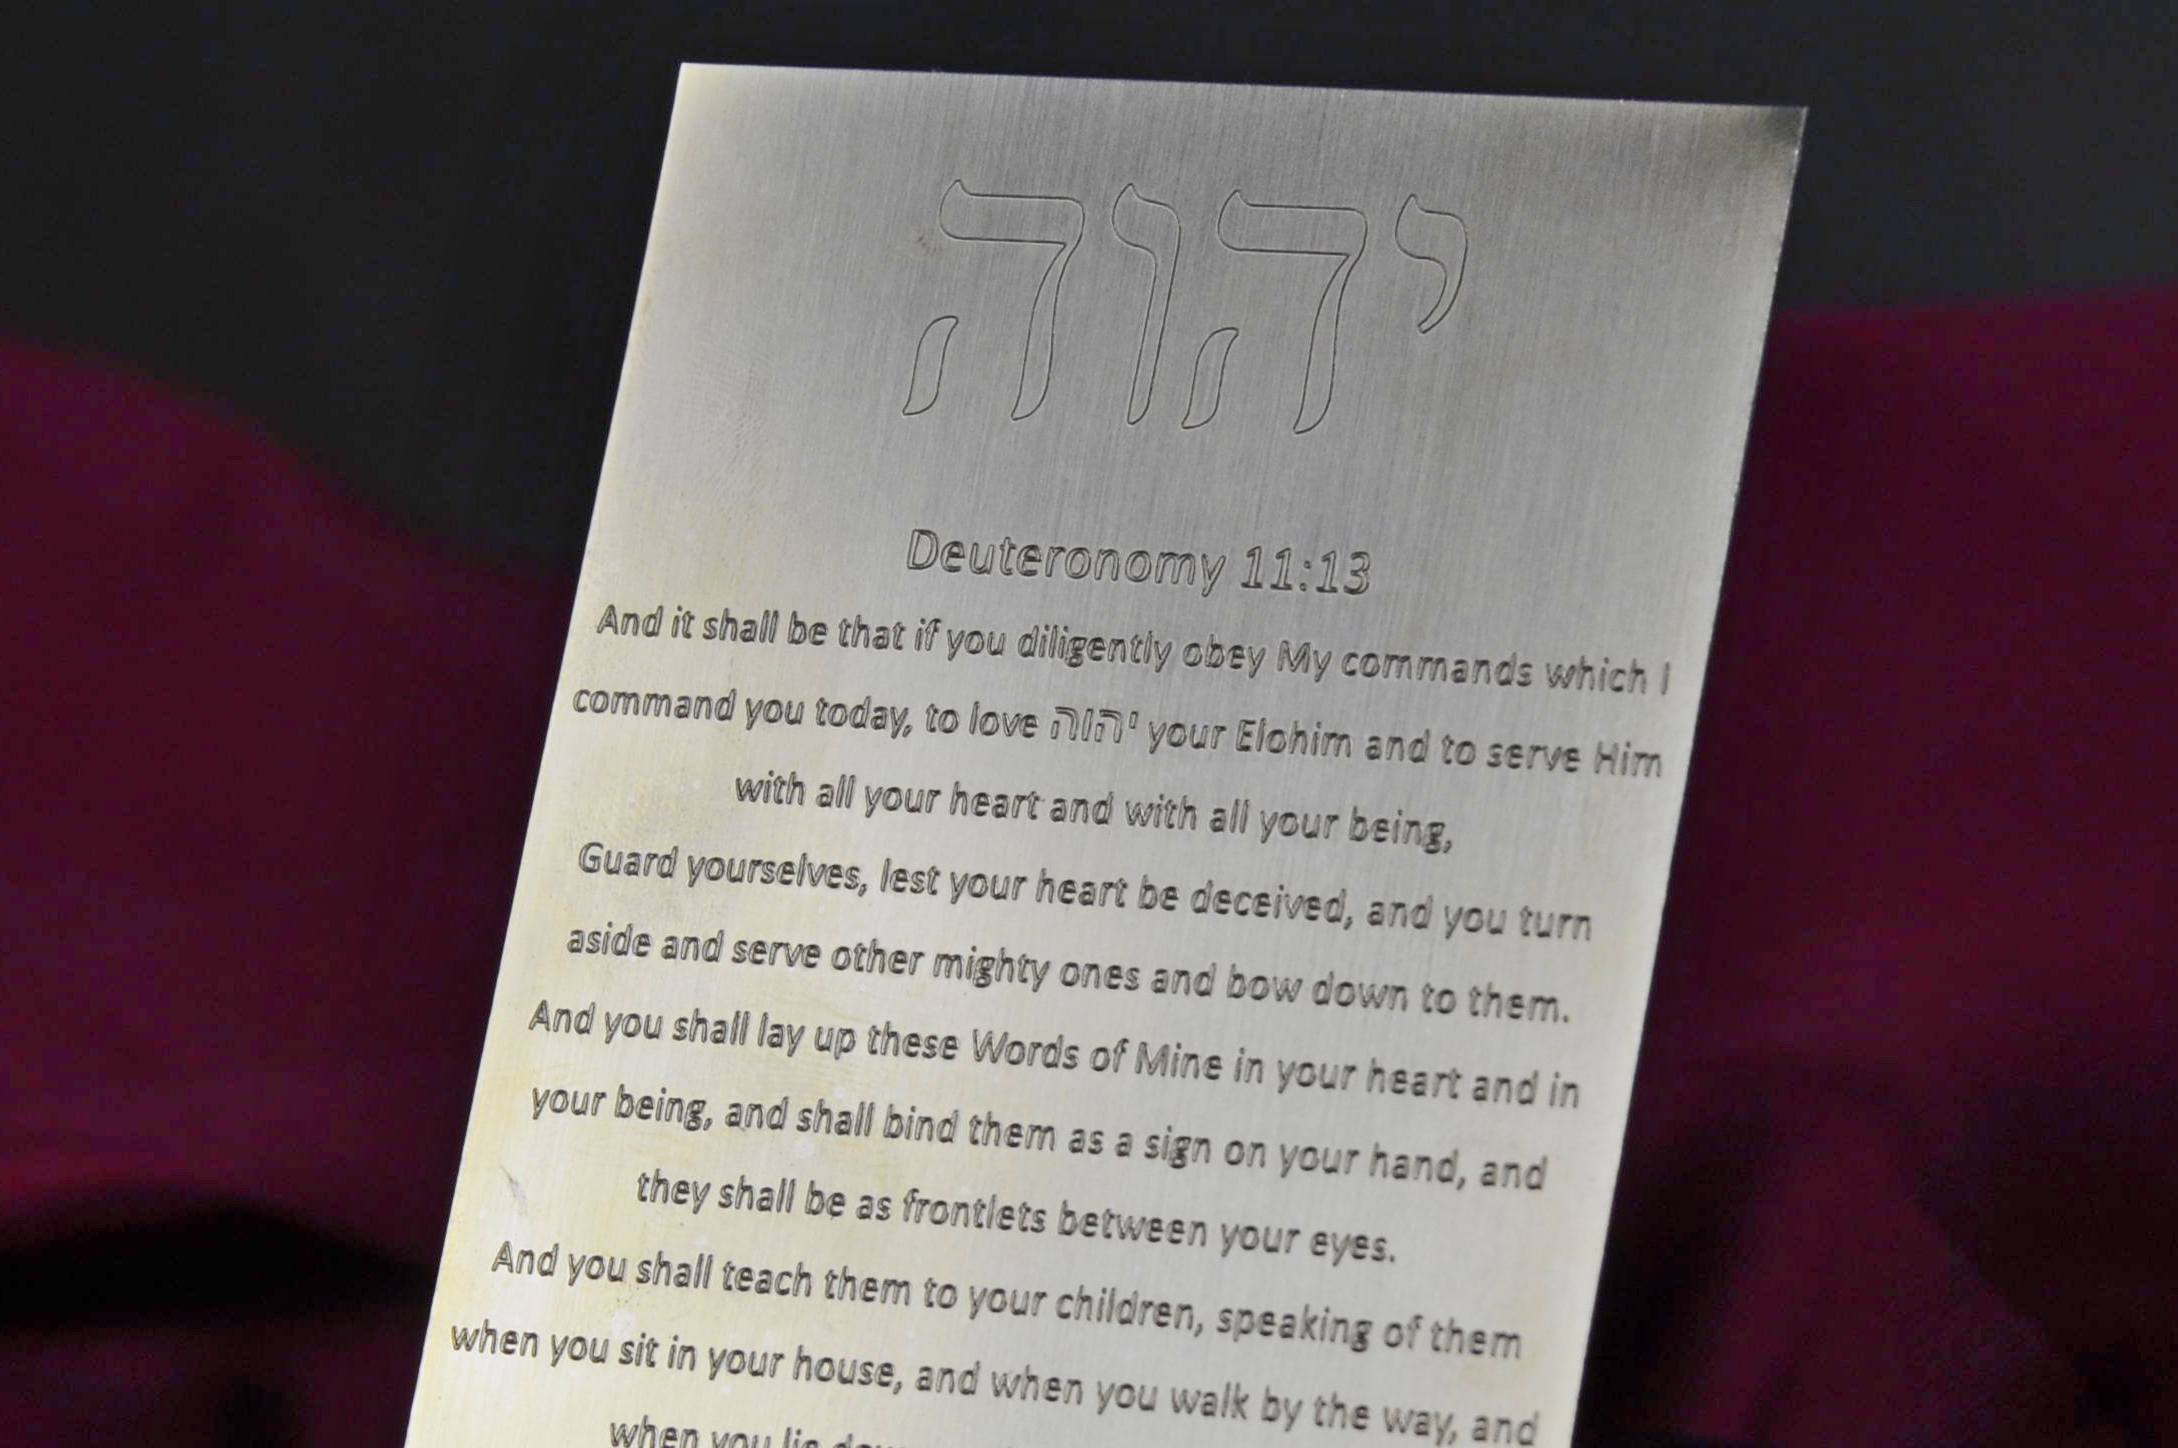 יהוה
Deuteronomy 11:13
And it shall be that if you diligently obey My commands which I
command you today, to love יהוה your Elohim and to serve Him
with all your heart and with all your being,
Guard yourselves, lest your heart be deceived, and you turn
aside and serve other mighty ones and bow down to them.
And you shall lay up these Words of Mine in your heart and in
your being, and shall bind them as a sign on your hand, and
they shall be as frontlets between your eyes.
And you shall teach them to your children, speaking of them
when you sit in your house, and when you walk by the way, and
when you lie